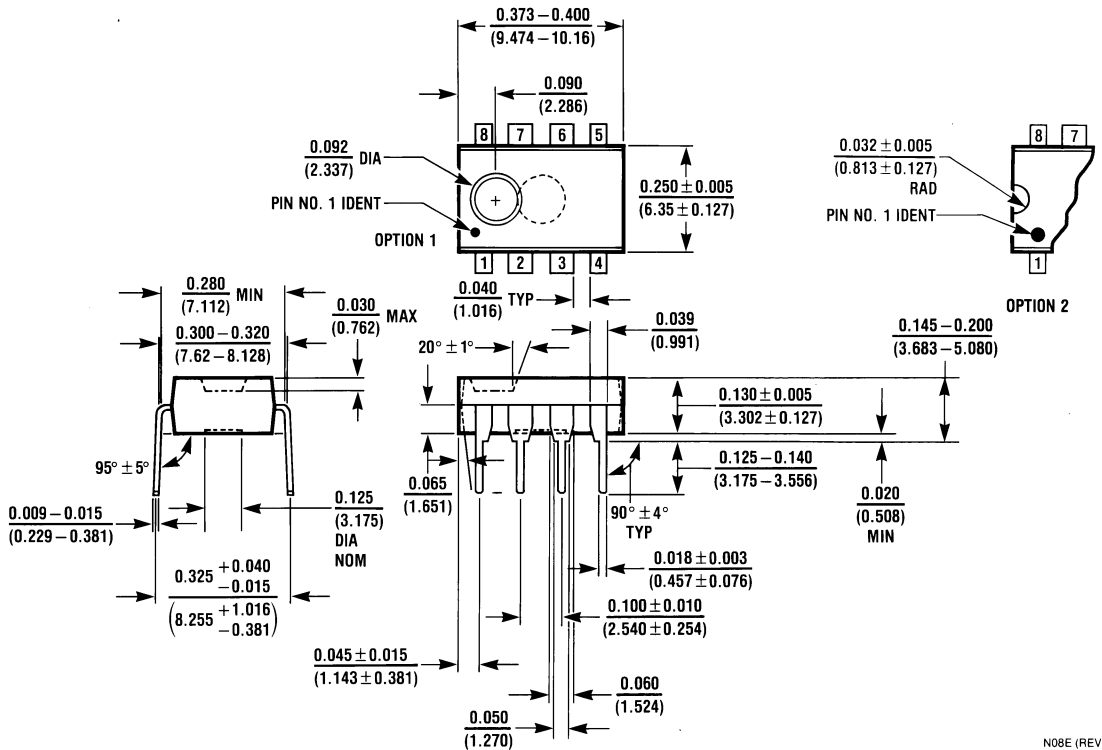 0.373 – 0.400
(9.474 – 10.16)
0.090
(2.286)
8 7 6 5
0.092 DIA
(2.337)
PIN NO. 1 IDENT
OPTION 1
1 2 3 4
0.250 ± 0.005
(6.35 ± 0.127)
8 7
0.032 ± 0.005
(0.813 ± 0.127)
RAD
PIN NO. 1 IDENT
1
OPTION 2
0.280 MIN
(7.112)
0.300 – 0.320
(7.62 – 8.128)
0.030 MAX
(0.762)
0.040 TYP
(1.016)
0.039
(0.991)
20° ± 1°
0.145 – 0.200
(3.683 – 5.080)
0.130 ± 0.005
(3.302 ± 0.127)
0.125 – 0.140
(3.175 – 3.556)
0.020
(0.508)
MIN
95° ± 5°
0.009 – 0.015
(0.229 – 0.381)
0.125
(3.175)
DIA
NOM
0.065
(1.651)
90° ± 4°
TYP
0.018 ± 0.003
(0.457 ± 0.076)
0.325 +0.040
-0.015
(8.255 +1.016
-0.381)
0.100 ± 0.010
(2.540 ± 0.254)
0.045 ± 0.015
(1.143 ± 0.381)
0.060
(1.524)
0.050
(1.270)
N08E (REV